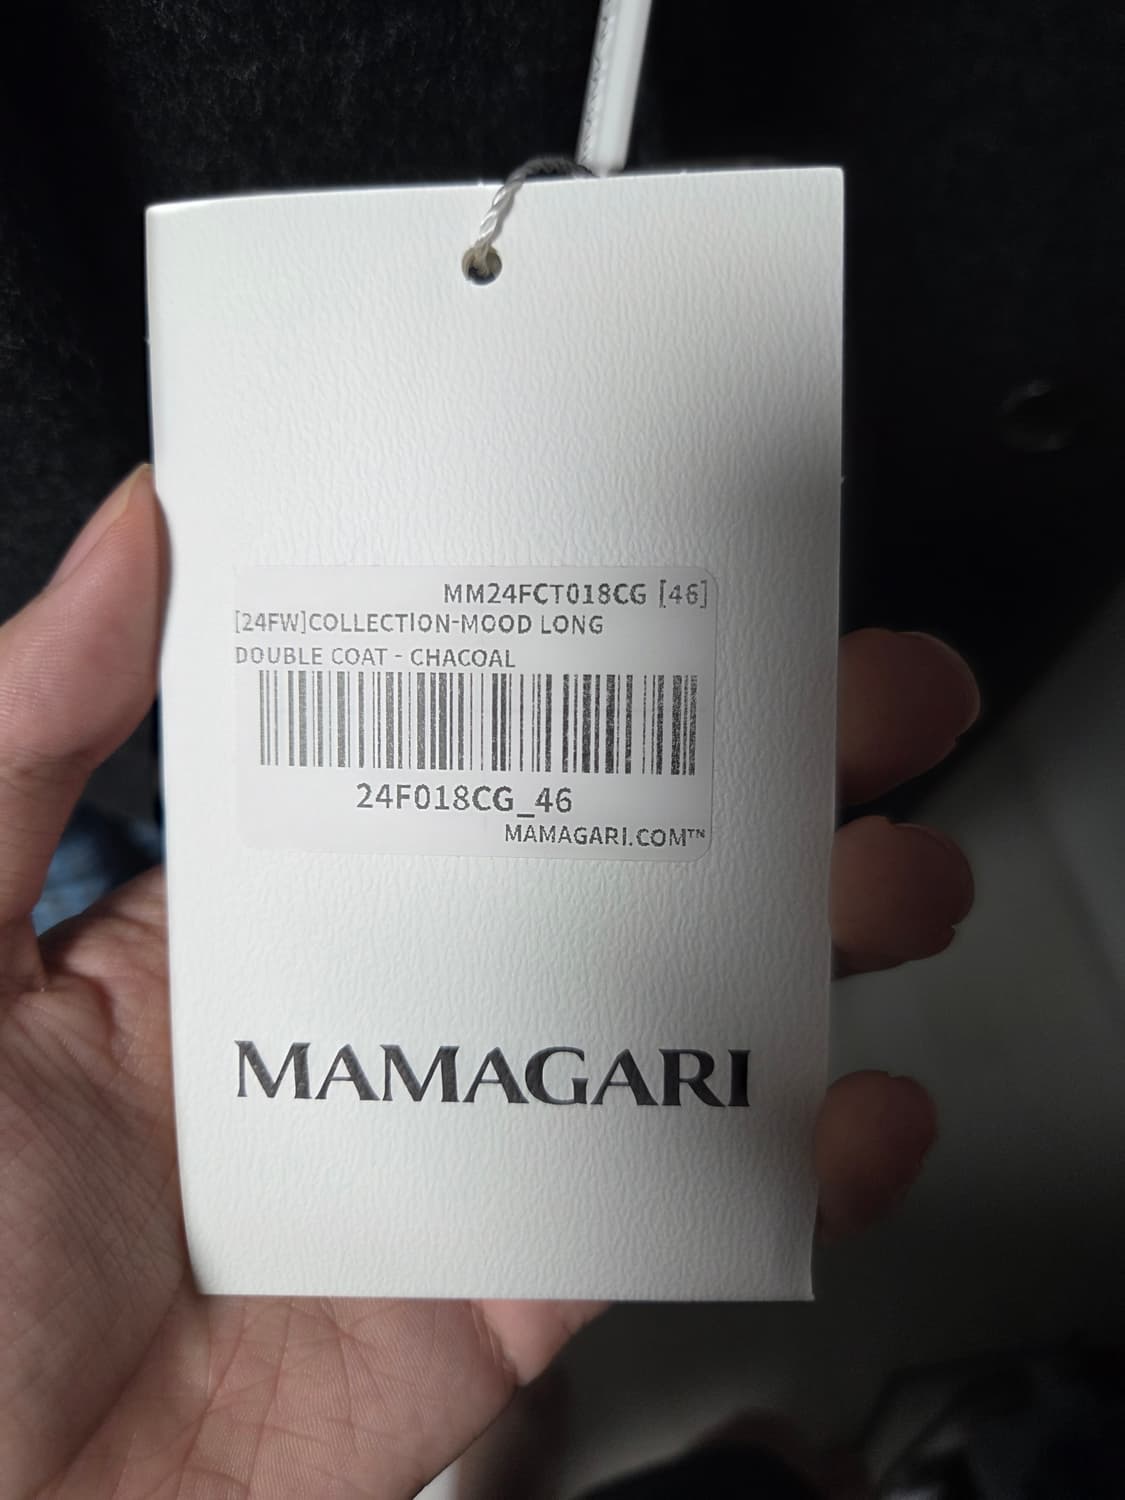 MM24FCT018CG [46]
[24FW]COLLECTION-MOOD LONG
DOUBLE COAT - CHACOAL
24F018CG_46
MAMAGARI.COM™
MAMAGARI